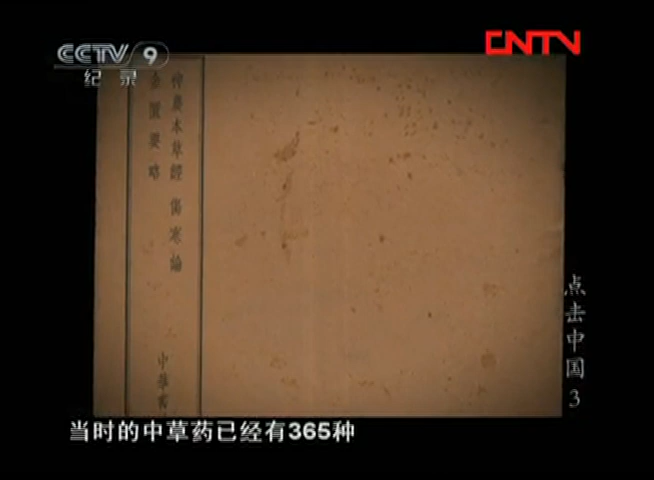 CCTV 9
纪录
CNTV
神農本草經 傷寒論
金匱要略
中華書
点击中国 3
当时的中草药已经有365种